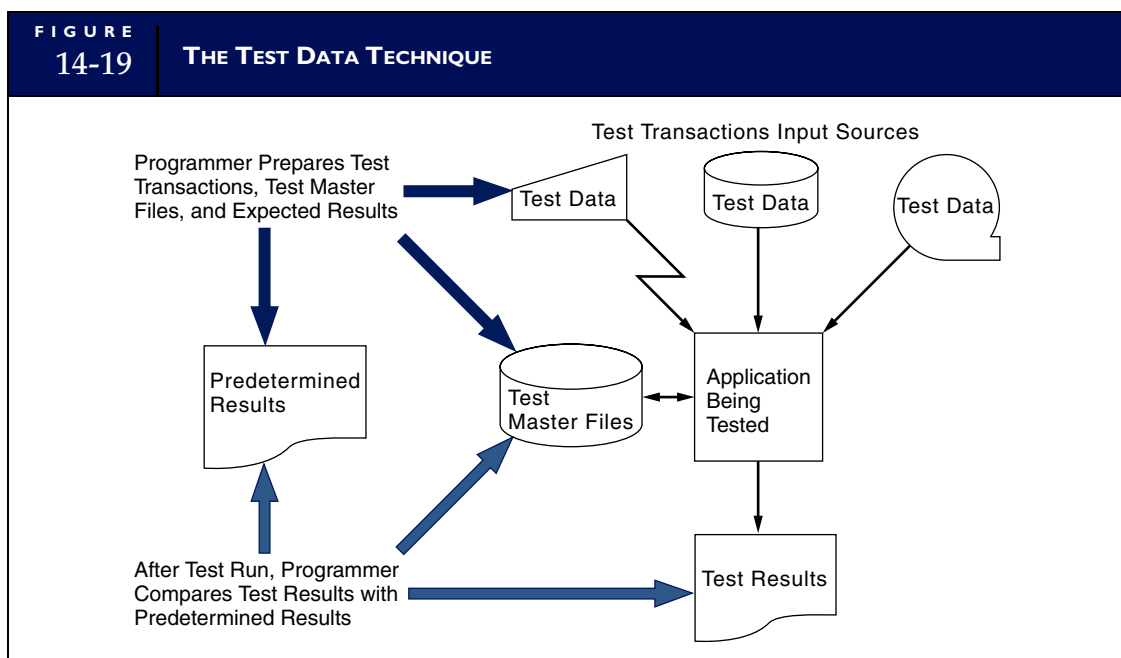 FIGURE
14-19
THE TEST DATA TECHNIQUE
Test Transactions Input Sources
Programmer Prepares Test
Transactions, Test Master
Files, and Expected Results
Test Data
Test Data
Test Data
Predetermined
Results
Test
Master Files
Application
Being
Tested
After Test Run, Programmer
Compares Test Results with
Predetermined Results
Test Results